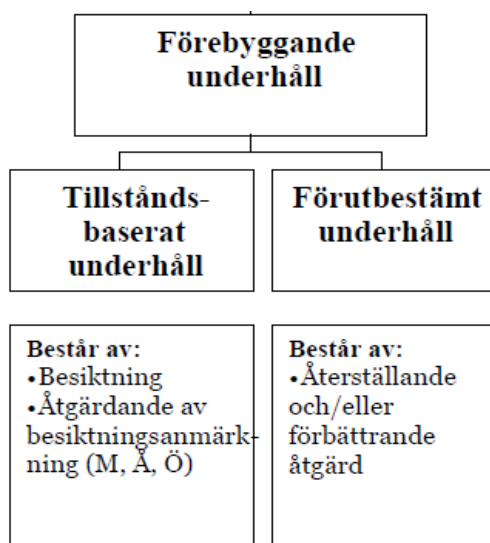 Förebyggande
underhåll
Tillstånds-
baserat
underhåll
Förutbestämt
underhåll
Består av:
•Besiktning
•Åtgärdande av
besiktningsanmärk-
ning (M, Å, Ö)
Består av:
•Återställande
och/eller
förbättrande
åtgärd